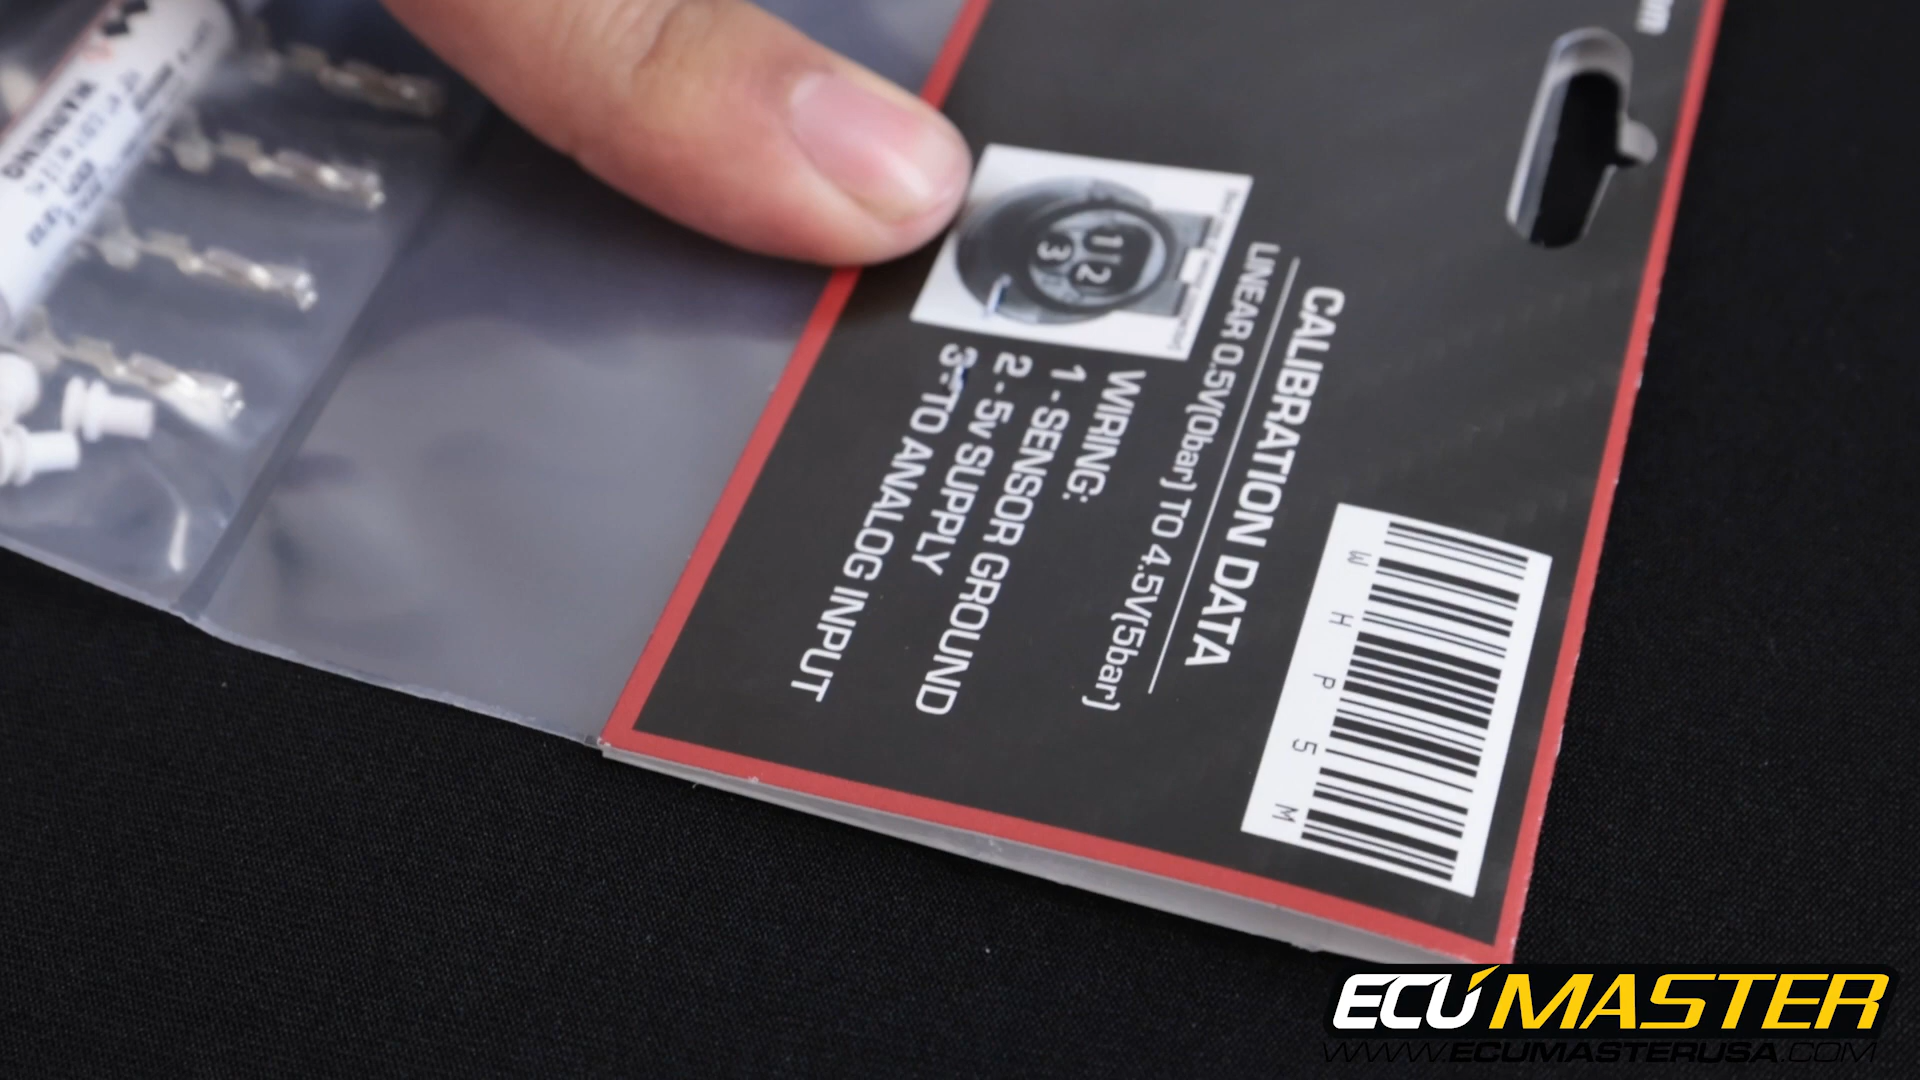 CALIBRATION DATA
LINEAR 0.5V(0bar) TO 4.5V(5bar)
WIRING:
1 - SENSOR GROUND
2 - 5v SUPPLY
3 - TO ANALOG INPUT
1 2
3
W H P 5 M
WARNING
ECUMASTER
WWW.ECUMASTERUSA.COM